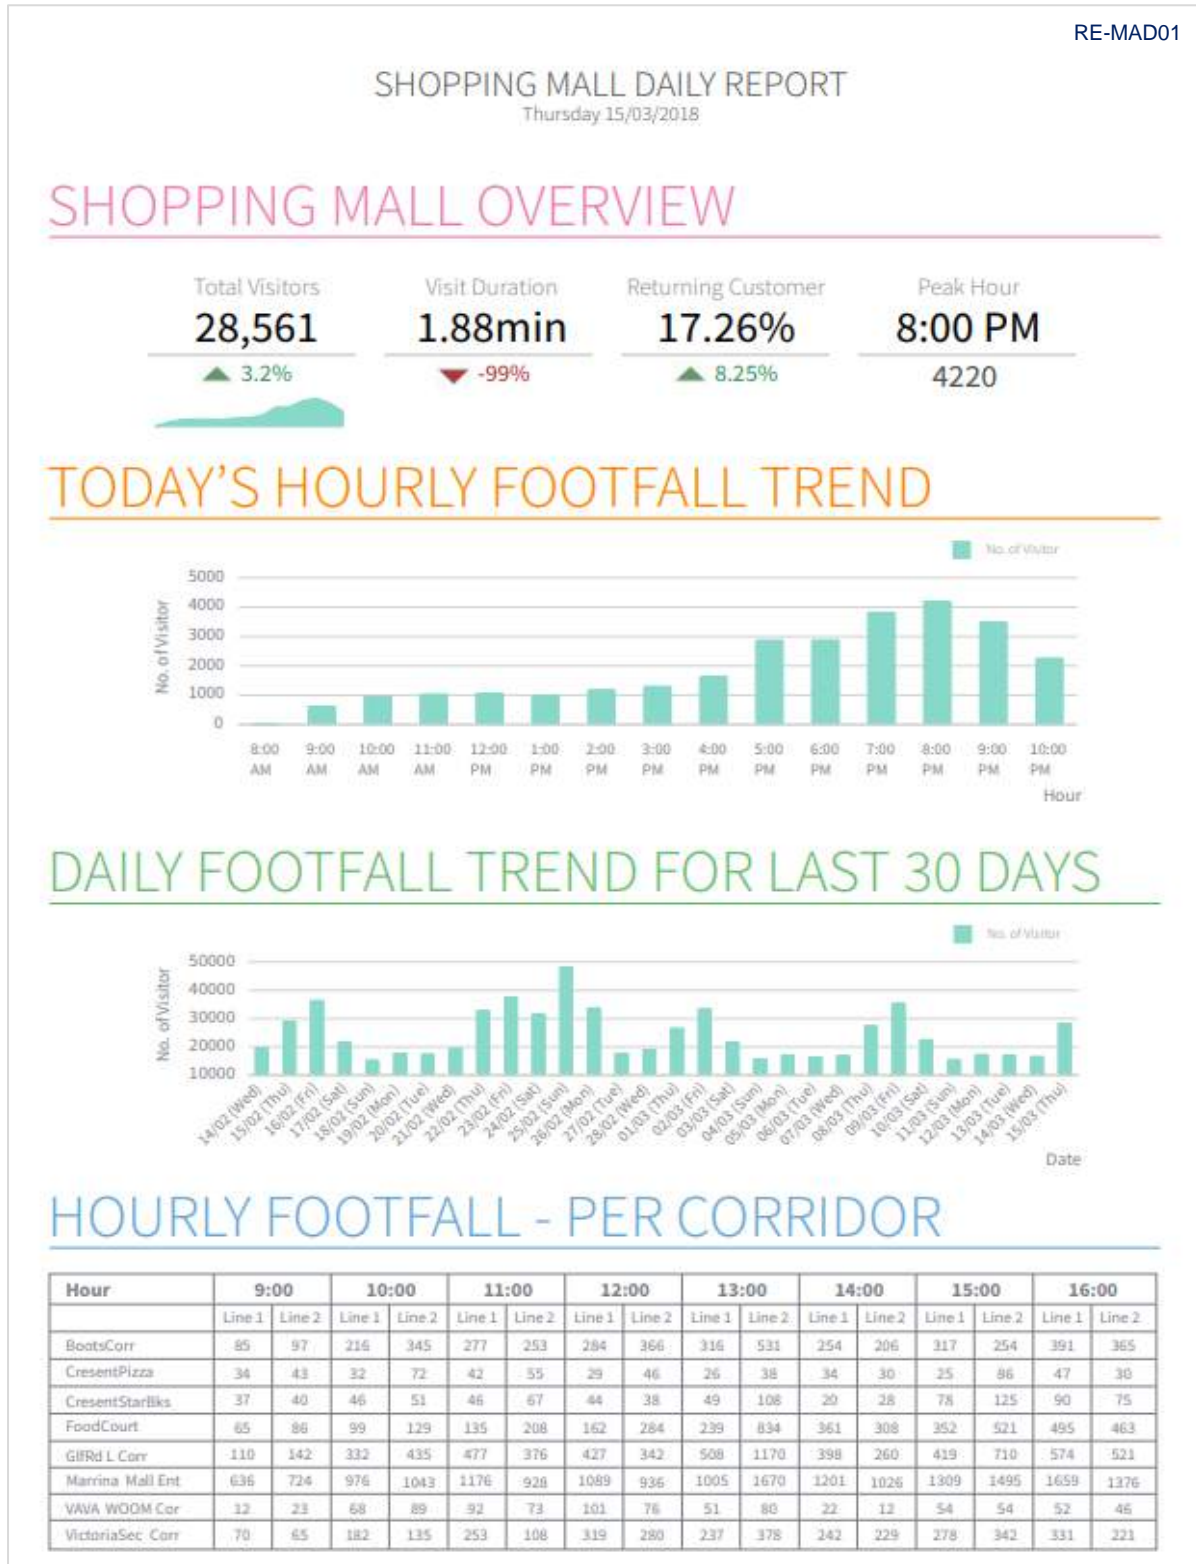 RE-MAD01
SHOPPING MALL DAILY REPORT
Thursday 15/03/2018
SHOPPING MALL OVERVIEW
Total Visitors Visit Duration Returning Customer Peak Hour
28,561 1.88min 17.26% 8:00 PM
3.2% -99% 8.25% 4220
TODAY'S HOURLY FOOTFALL TREND
No. of Visitor
No. of Visitor
5000
4000
3000
2000
1000
0
8:00 AM 9:00 AM 10:00 AM 11:00 AM 12:00 PM 1:00 PM 2:00 PM 3:00 PM 4:00 PM 5:00 PM 6:00 PM 7:00 PM 8:00 PM 9:00 PM 10:00 PM
Hour
DAILY FOOTFALL TREND FOR LAST 30 DAYS
No. of Visitor
No. of Visitor
50000
40000
30000
20000
10000
14/02 (Wed) 15/02 (Thu) 16/02 (Fri) 17/02 (Sat) 18/02 (Sun) 19/02 (Mon) 20/02 (Tue) 21/02 (Wed) 22/02 (Thu) 23/02 (Fri) 24/02 (Sat) 25/02 (Sun) 26/02 (Mon) 27/02 (Tue) 28/02 (Wed) 01/03 (Thu) 02/03 (Fri) 03/03 (Sat) 04/03 (Sun) 05/03 (Mon) 06/03 (Tue) 07/03 (Wed) 08/03 (Thu) 09/03 (Fri) 10/03 (Sat) 11/03 (Sun) 12/03 (Mon) 13/03 (Tue) 14/03 (Wed) 15/03 (Thu)
Date
HOURLY FOOTFALL - PER CORRIDOR
Hour 9:00 10:00 11:00 12:00 13:00 14:00 15:00 16:00
Line 1 Line 2 Line 1 Line 2 Line 1 Line 2 Line 1 Line 2 Line 1 Line 2 Line 1 Line 2 Line 1 Line 2 Line 1 Line 2
BootsCorr 85 97 216 345 277 253 284 366 316 531 254 206 317 254 391 365
CresentPizza 34 43 32 72 42 55 29 46 26 38 34 30 25 86 47 30
CresentStarBks 37 40 46 51 46 67 44 38 49 108 20 28 78 125 90 75
FoodCourt 65 86 99 129 135 208 162 284 239 834 361 308 352 521 495 463
GlfRd L Corr 110 142 332 435 477 376 427 342 508 1170 398 260 419 710 574 521
Marrina Mall Ent 636 724 976 1043 1176 928 1089 936 1005 1670 1201 1026 1309 1495 1659 1376
VAVA WOOM Cor 12 23 68 89 92 73 101 76 51 80 22 12 54 54 52 46
VictoriaSec Corr 70 65 182 135 253 108 319 280 237 378 242 229 278 342 331 221